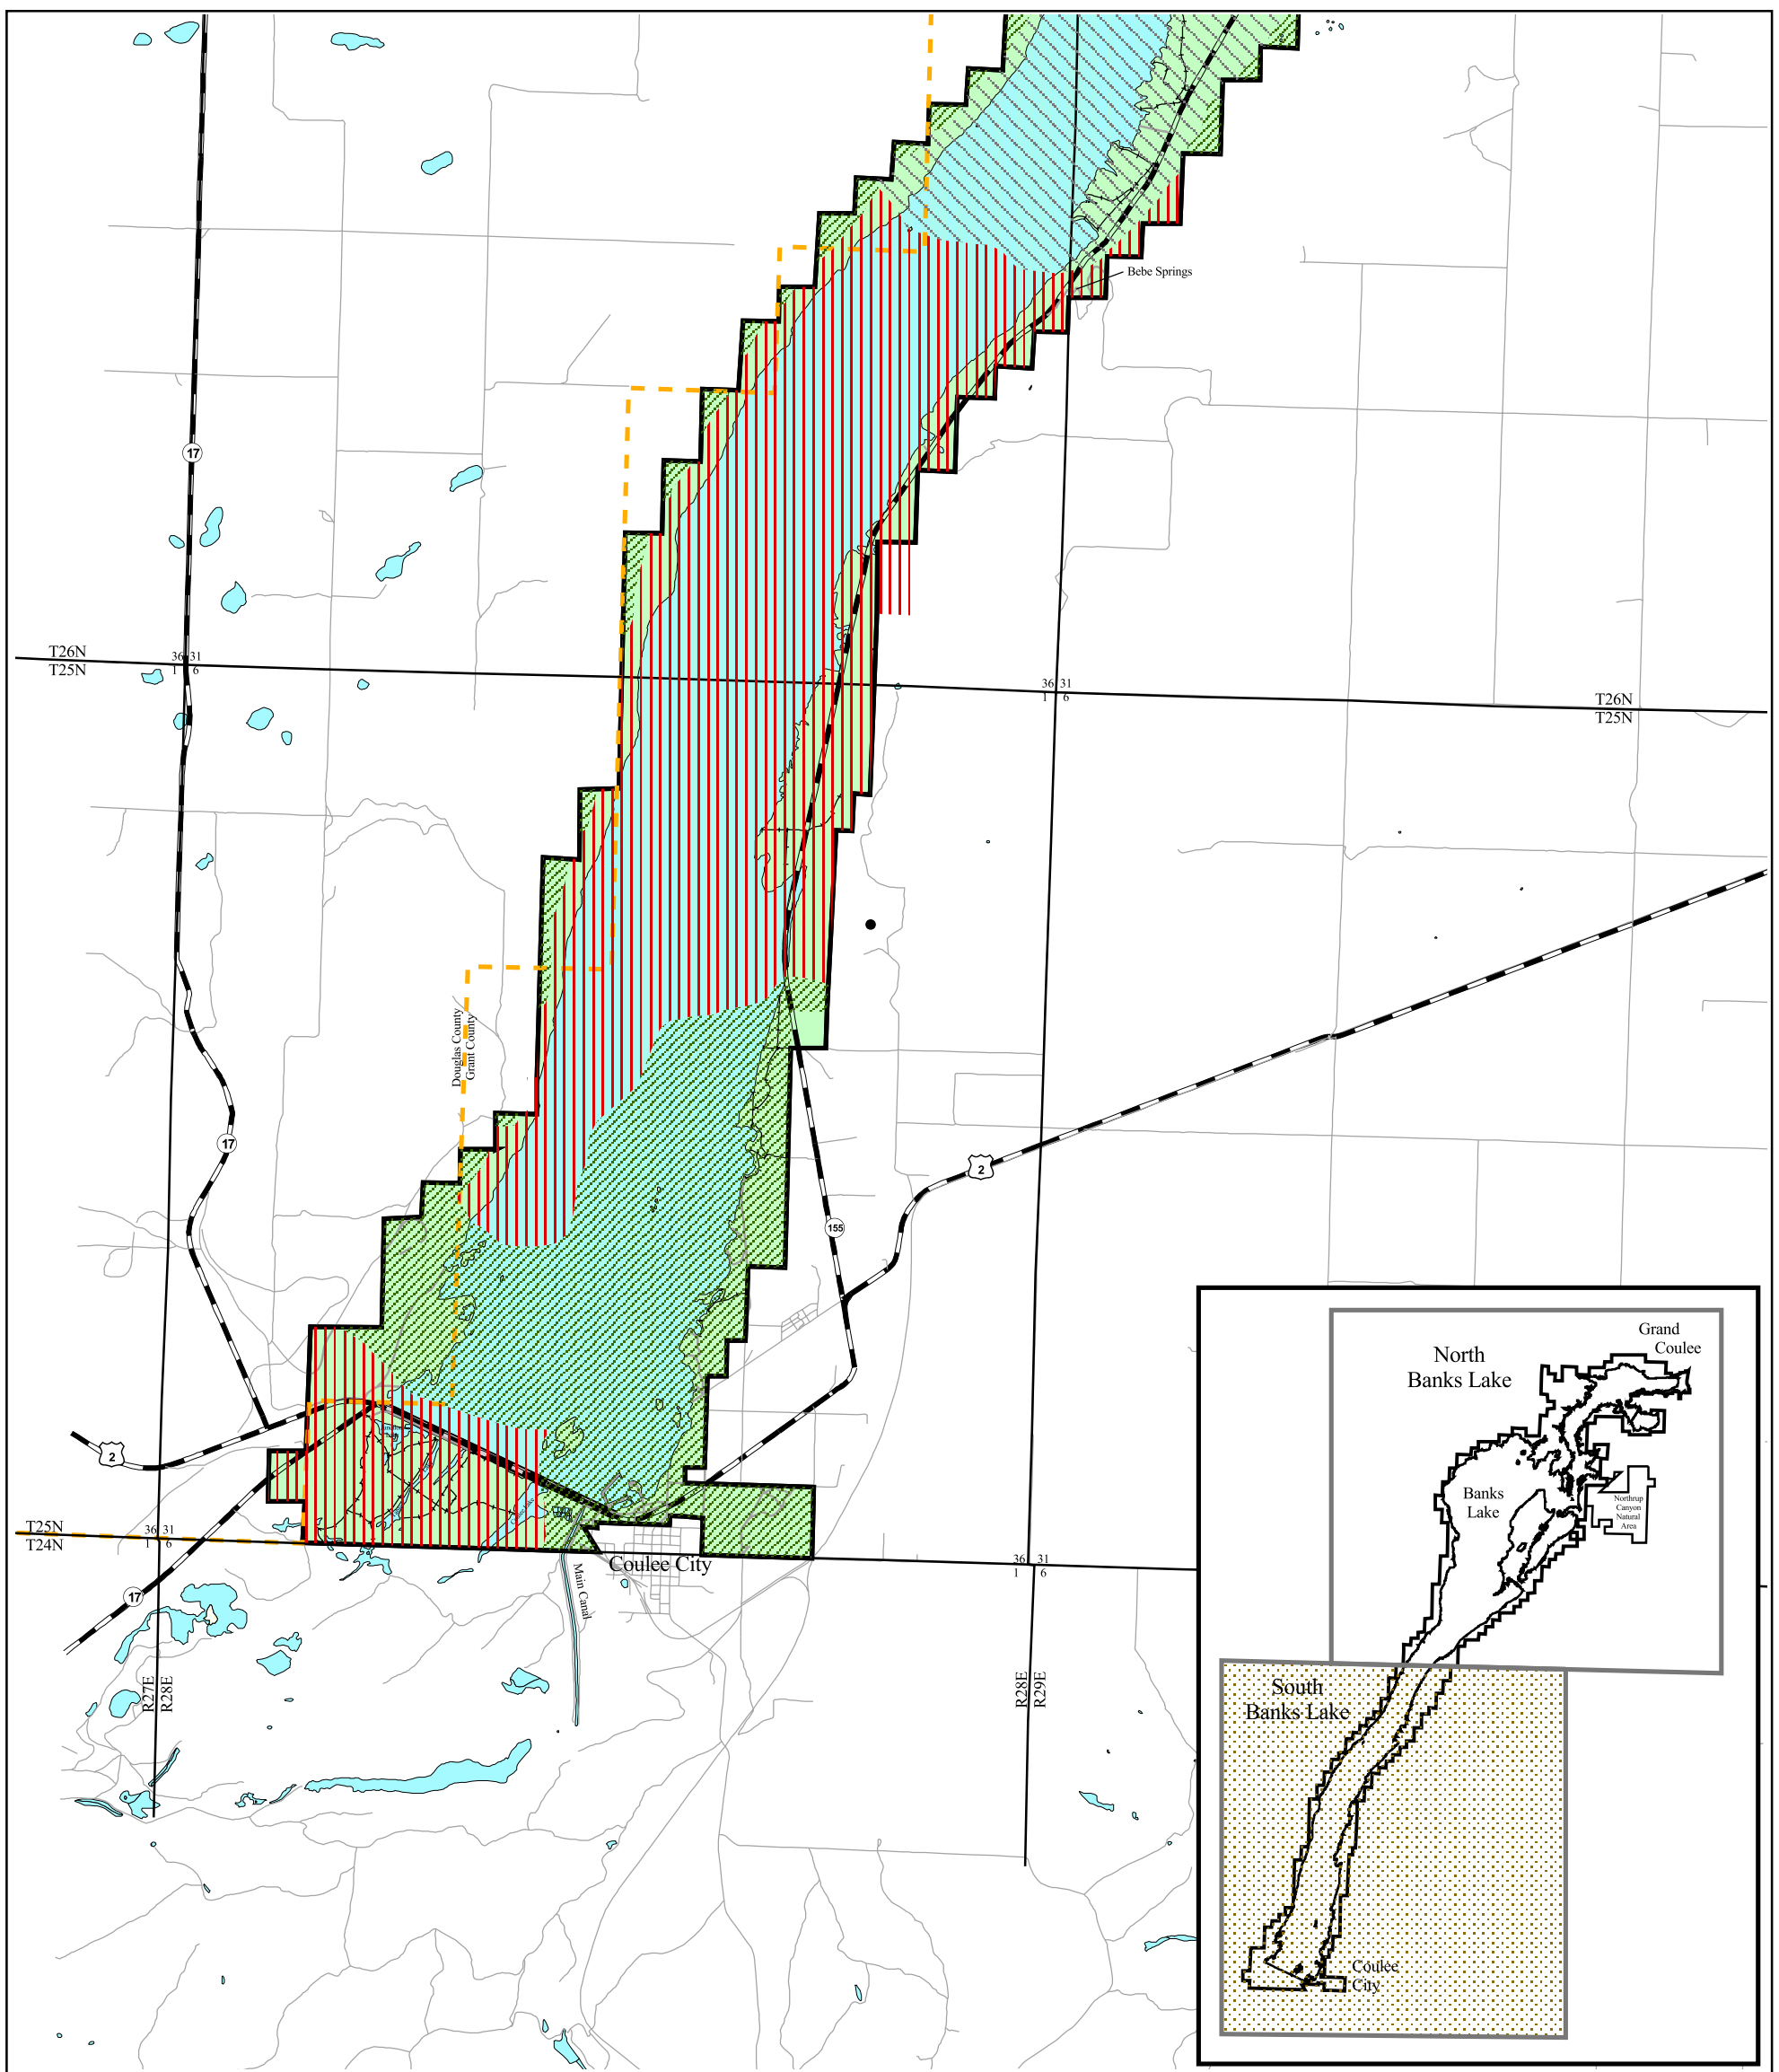 Bebe Springs
17
T26N
T25N
36 31
1 6
36 31
1 6
T26N
T25N
Douglas County
Grant County
17
2
155
2
T25N
T24N
36 31
1 6
17
Coulee City
Main Canal
36 31
1 6
R27E
R28E
R28E
R29E
North
Banks Lake
Grand
Coulee
Banks
Lake
Northrup
Canyon
Natural
Area
South
Banks Lake
Coulee
City